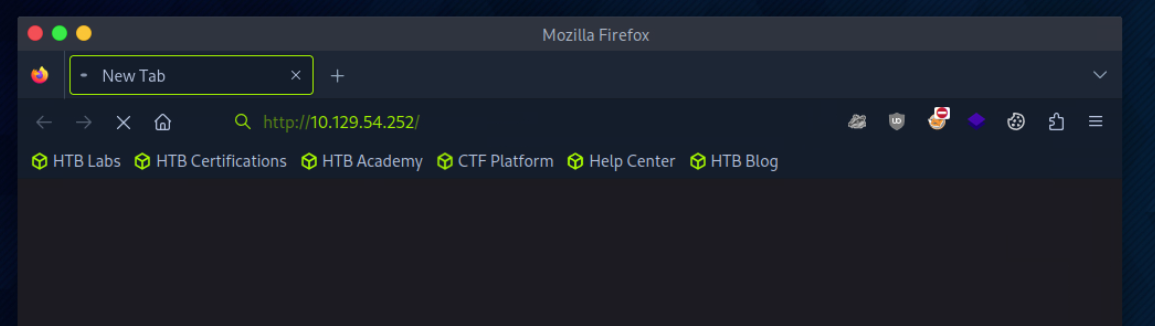 Mozilla Firefox
New Tab
http://10.129.54.252/
HTB Labs HTB Certifications HTB Academy CTF Platform Help Center HTB Blog